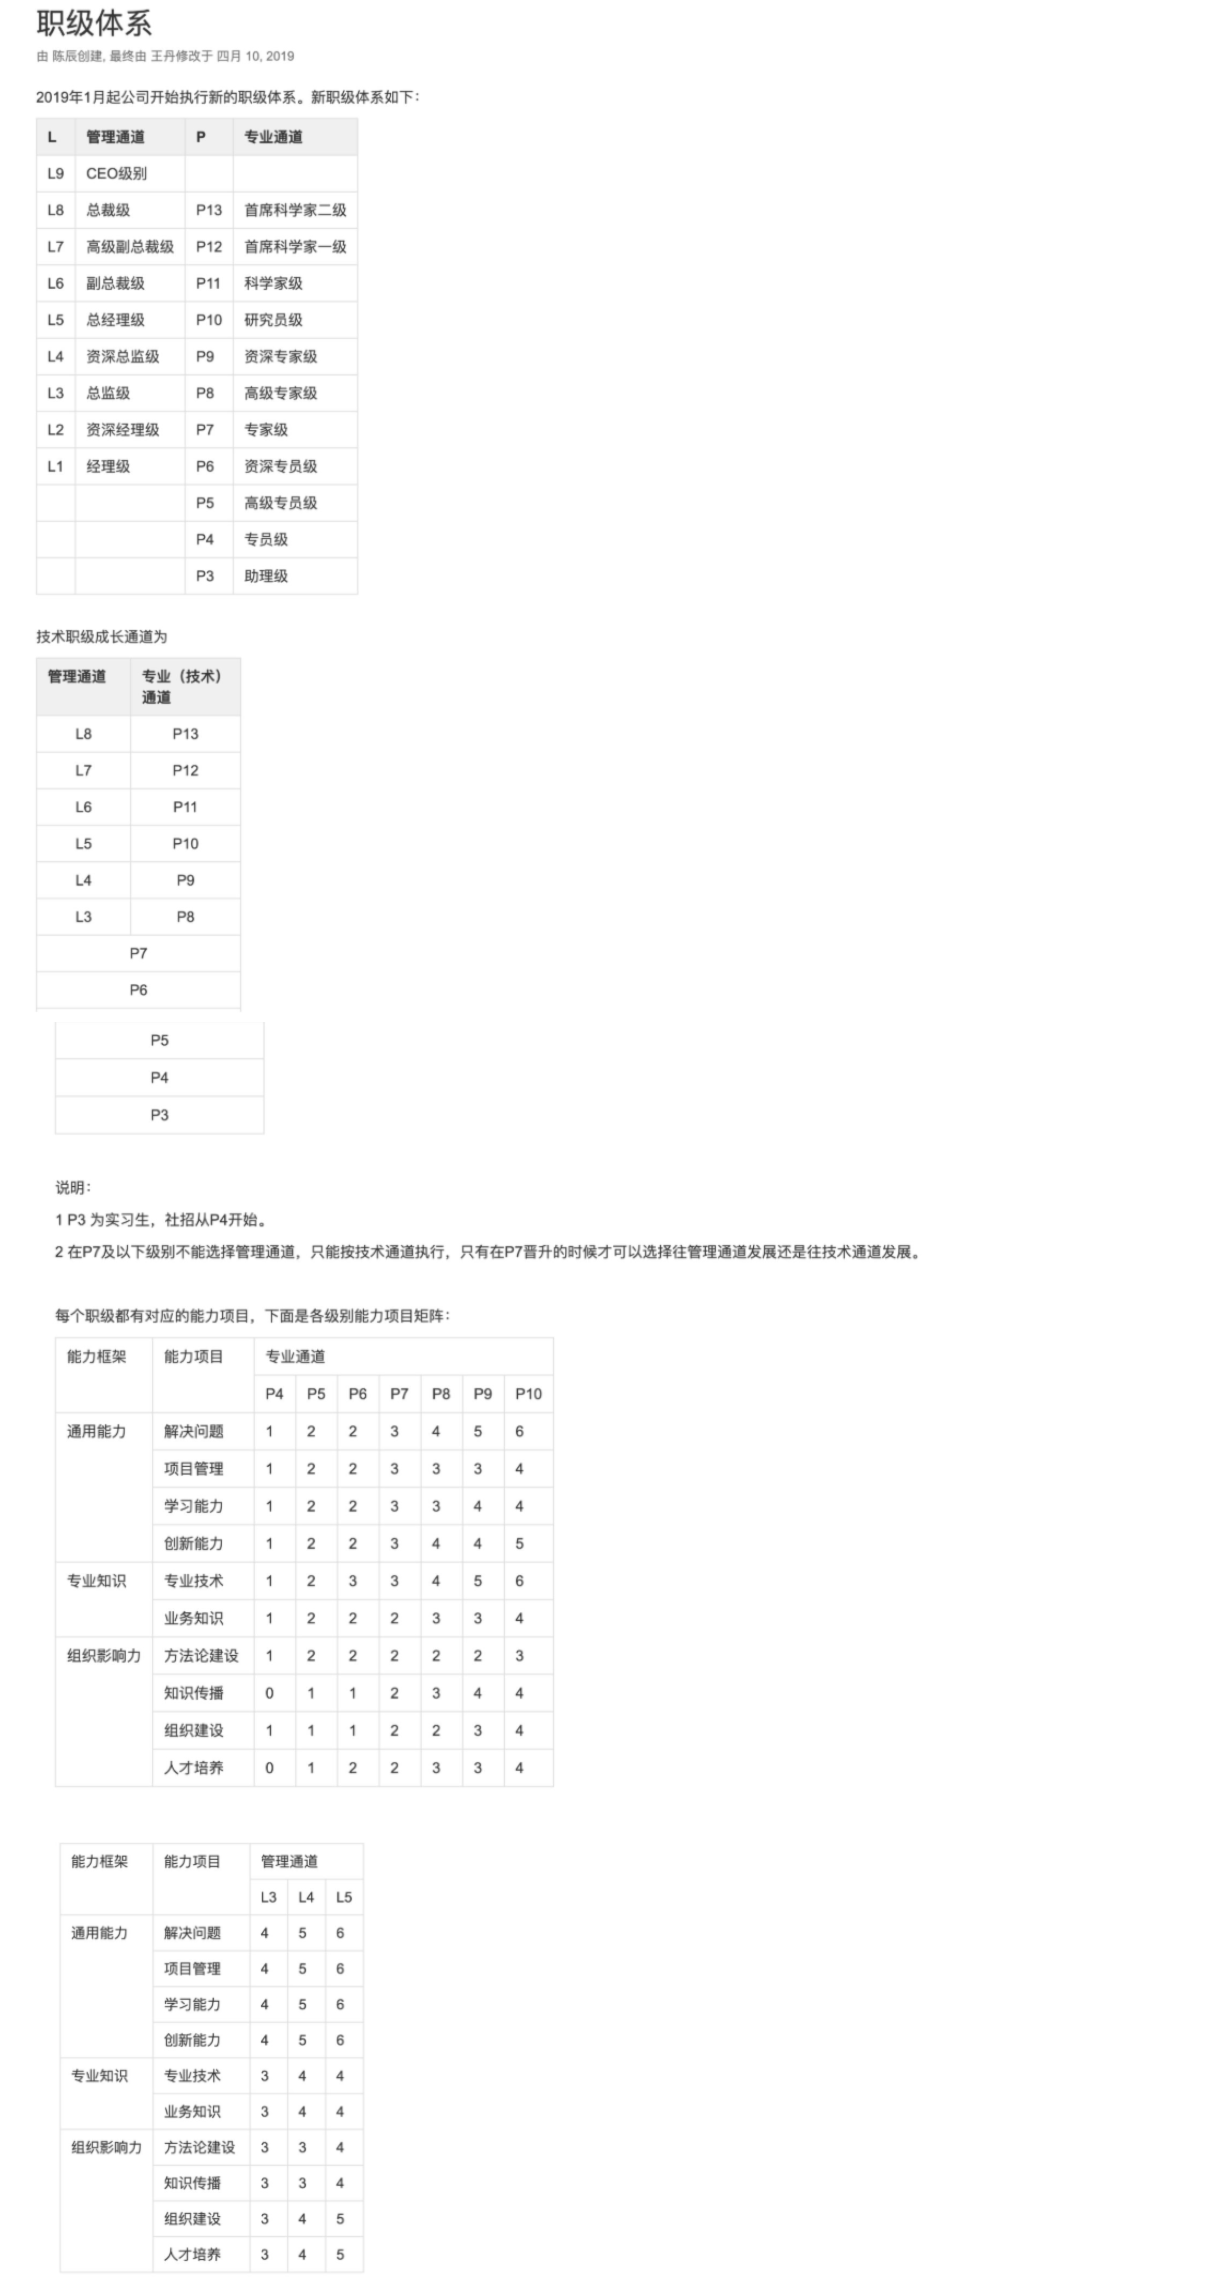 职级体系
由 陈辰创建, 最终由 王丹修改于 四月 10, 2019
2019年1月起公司开始执行新的职级体系。新职级体系如下：
L 管理通道 P 专业通道
L9 CEO级别
L8 总裁级 P13 首席科学家二级
L7 高级副总裁级 P12 首席科学家一级
L6 副总裁级 P11 科学家级
L5 总经理级 P10 研究员级
L4 资深总监级 P9 资深专家级
L3 总监级 P8 高级专家级
L2 资深经理级 P7 专家级
L1 经理级 P6 资深专员级
P5 高级专员级
P4 专员级
P3 助理级
技术职级成长通道为
管理通道 专业（技术）
通道
L8 P13
L7 P12
L6 P11
L5 P10
L4 P9
L3 P8
P7
P6
P5
P4
P3
说明：
1 P3 为实习生，社招从P4开始。
2 在P7及以下级别不能选择管理通道，只能按技术通道执行，只有在P7晋升的时候才可以选择往管理通道发展还是往技术通道发展。
每个职级都有对应的能力项目，下面是各级别能力项目矩阵：
能力框架 能力项目 专业通道
P4 P5 P6 P7 P8 P9 P10
通用能力 解决问题 1 2 2 3 4 5 6
项目管理 1 2 2 3 3 3 4
学习能力 1 2 2 3 3 4 4
创新能力 1 2 2 3 4 4 5
专业知识 专业技术 1 2 3 3 4 5 6
业务知识 1 2 2 2 3 3 4
组织影响力 方法论建设 1 2 2 2 2 2 3
知识传播 0 1 1 2 3 4 4
组织建设 1 1 1 2 2 3 4
人才培养 0 1 2 2 3 3 4
能力框架 能力项目 管理通道
L3 L4 L5
通用能力 解决问题 4 5 6
项目管理 4 5 6
学习能力 4 5 6
创新能力 4 5 6
专业知识 专业技术 3 4 4
业务知识 3 4 4
组织影响力 方法论建设 3 3 4
知识传播 3 3 4
组织建设 3 4 5
人才培养 3 4 5